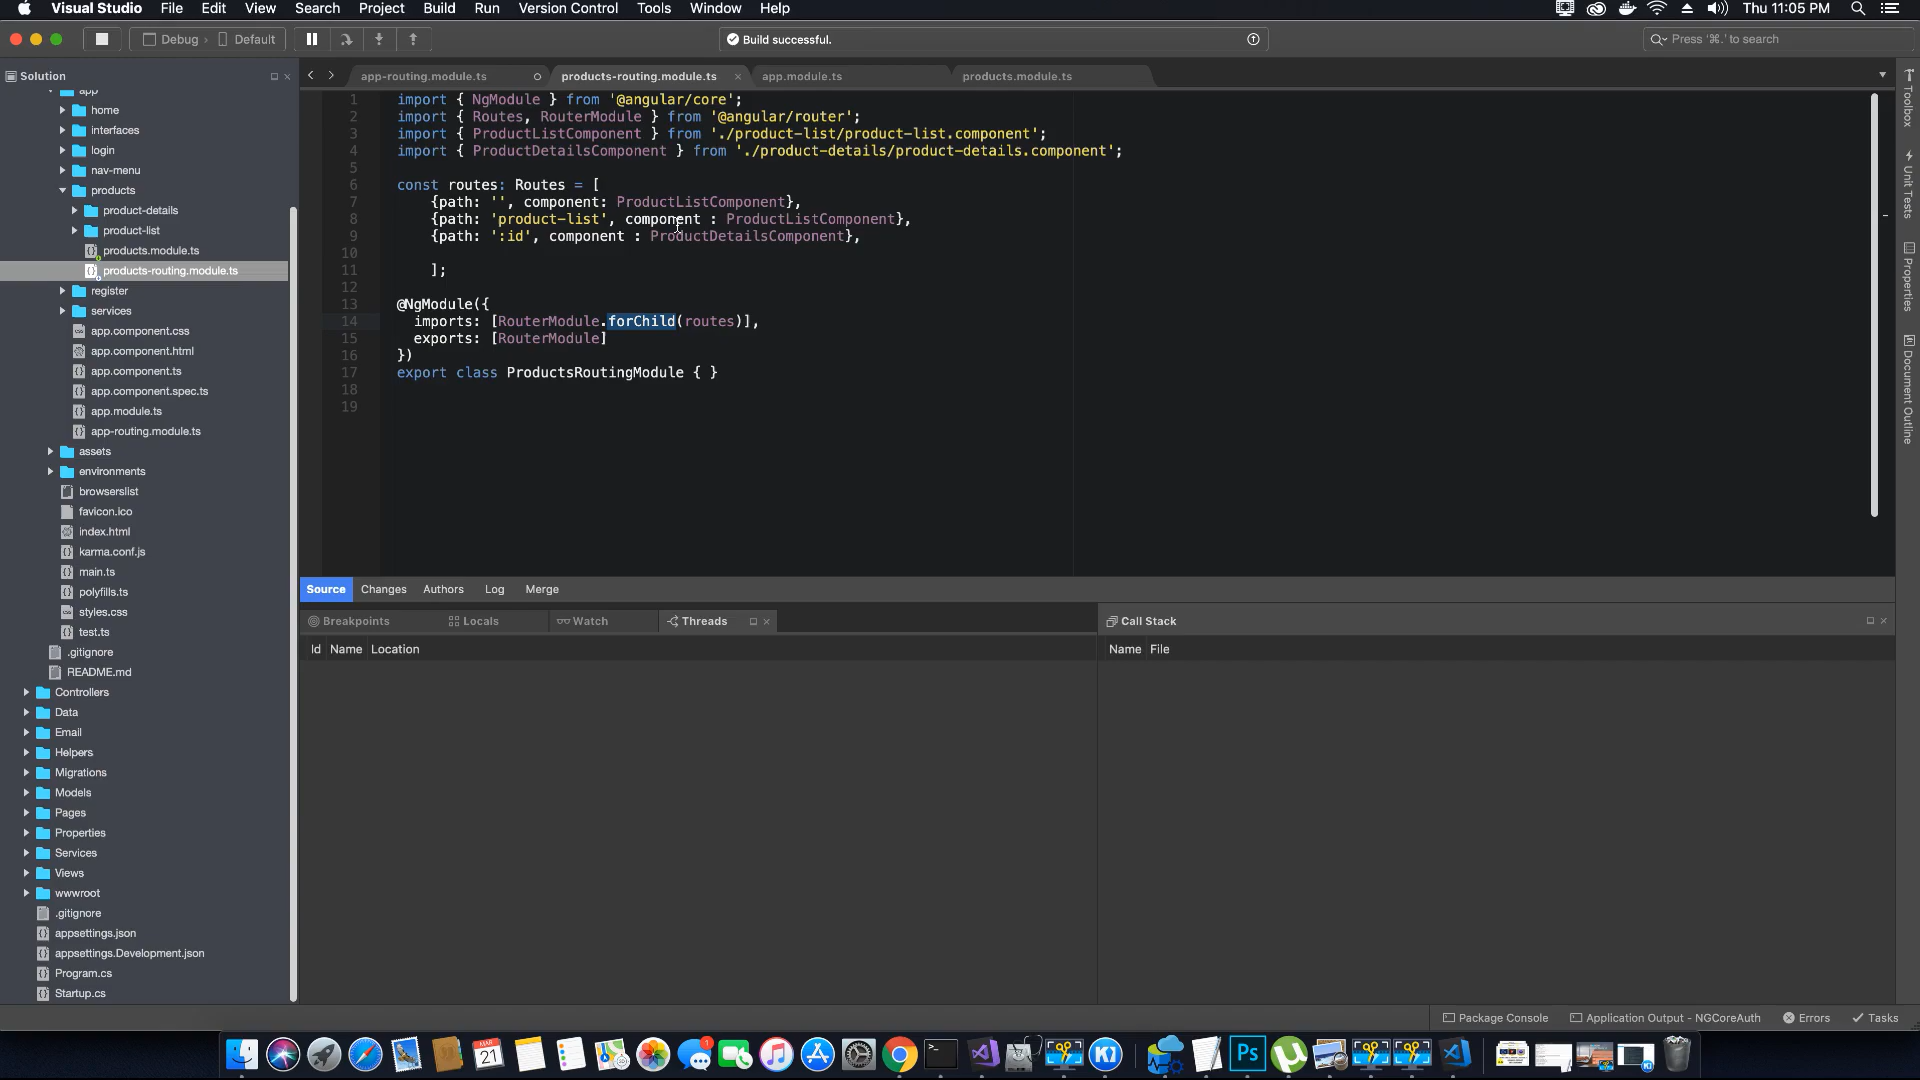 Visual Studio File Edit View Search Project Build Run Version Control Tools Window Help Thu 11:05 PM
Debug Default Build successful. Press '⌘.' to search
Solution app-routing.module.ts products-routing.module.ts app.module.ts products.module.ts
app
home
interfaces
login
nav-menu
products
product-details
product-list
products.module.ts
products-routing.module.ts
register
services
app.component.css
app.component.html
app.component.ts
app.component.spec.ts
app.module.ts
app-routing.module.ts
assets
environments
browserslist
favicon.ico
index.html
karma.conf.js
main.ts
polyfills.ts
styles.css
test.ts
.gitignore
README.md
Controllers
Data
Email
Helpers
Migrations
Models
Pages
Properties
Services
Views
wwwroot
.gitignore
appsettings.json
appsettings.Development.json
Program.cs
Startup.cs
1 import { NgModule } from '@angular/core';
2 import { Routes, RouterModule } from '@angular/router';
3 import { ProductListComponent } from './product-list/product-list.component';
4 import { ProductDetailsComponent } from './product-details/product-details.component';
5
6 const routes: Routes = [
7 {path: '', component: ProductListComponent},
8 {path: 'product-list', component : ProductListComponent},
9 {path: ':id', component : ProductDetailsComponent},
10
11 ];
12
13 @NgModule({
14 imports: [RouterModule.forChild(routes)],
15 exports: [RouterModule]
16 })
17 export class ProductsRoutingModule { }
18
19
Source Changes Authors Log Merge
Breakpoints Locals Watch Threads
Id Name Location
Call Stack
Name File
Toolbox
Unit Tests
Properties
Document Outline
Package Console Application Output - NGCoreAuth Errors Tasks
MAR
21
1
Ps